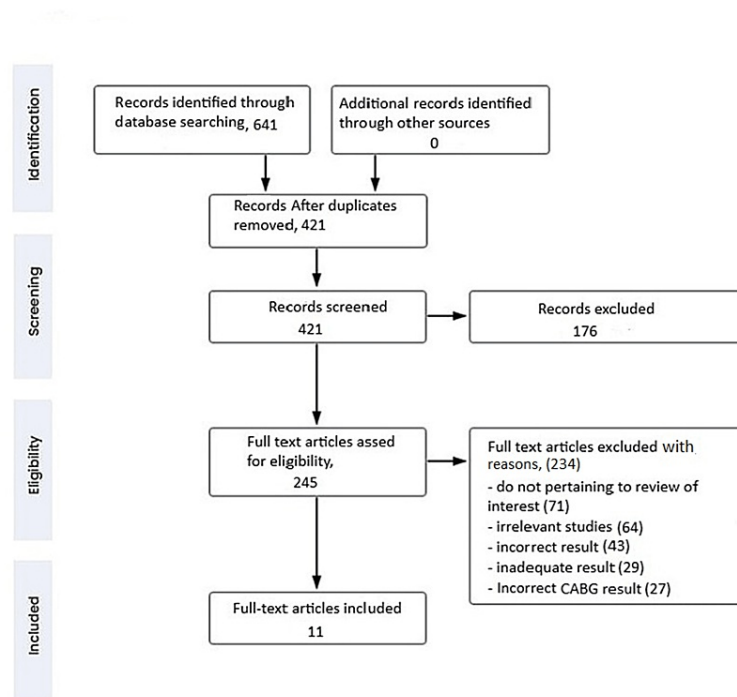 Identification
Records identified through
database searching, 641
Additional records identified
through other sources
0
Records After duplicates
removed, 421
Screening
Records screened
421
Records excluded
176
Eligibility
Full text articles assed
for eligibility,
245
Full text articles excluded with
reasons, (234)
- do not pertaining to review of
interest (71)
- irrelevant studies (64)
- incorrect result (43)
- inadequate result (29)
- Incorrect CABG result (27)
Included
Full-text articles included
11